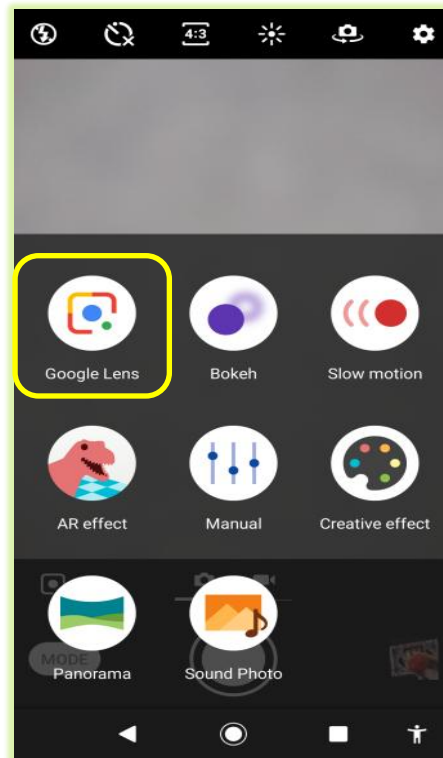 4:3
Google Lens
Bokeh
Slow motion
AR effect
Manual
Creative effect
MODE
Panorama
Sound Photo